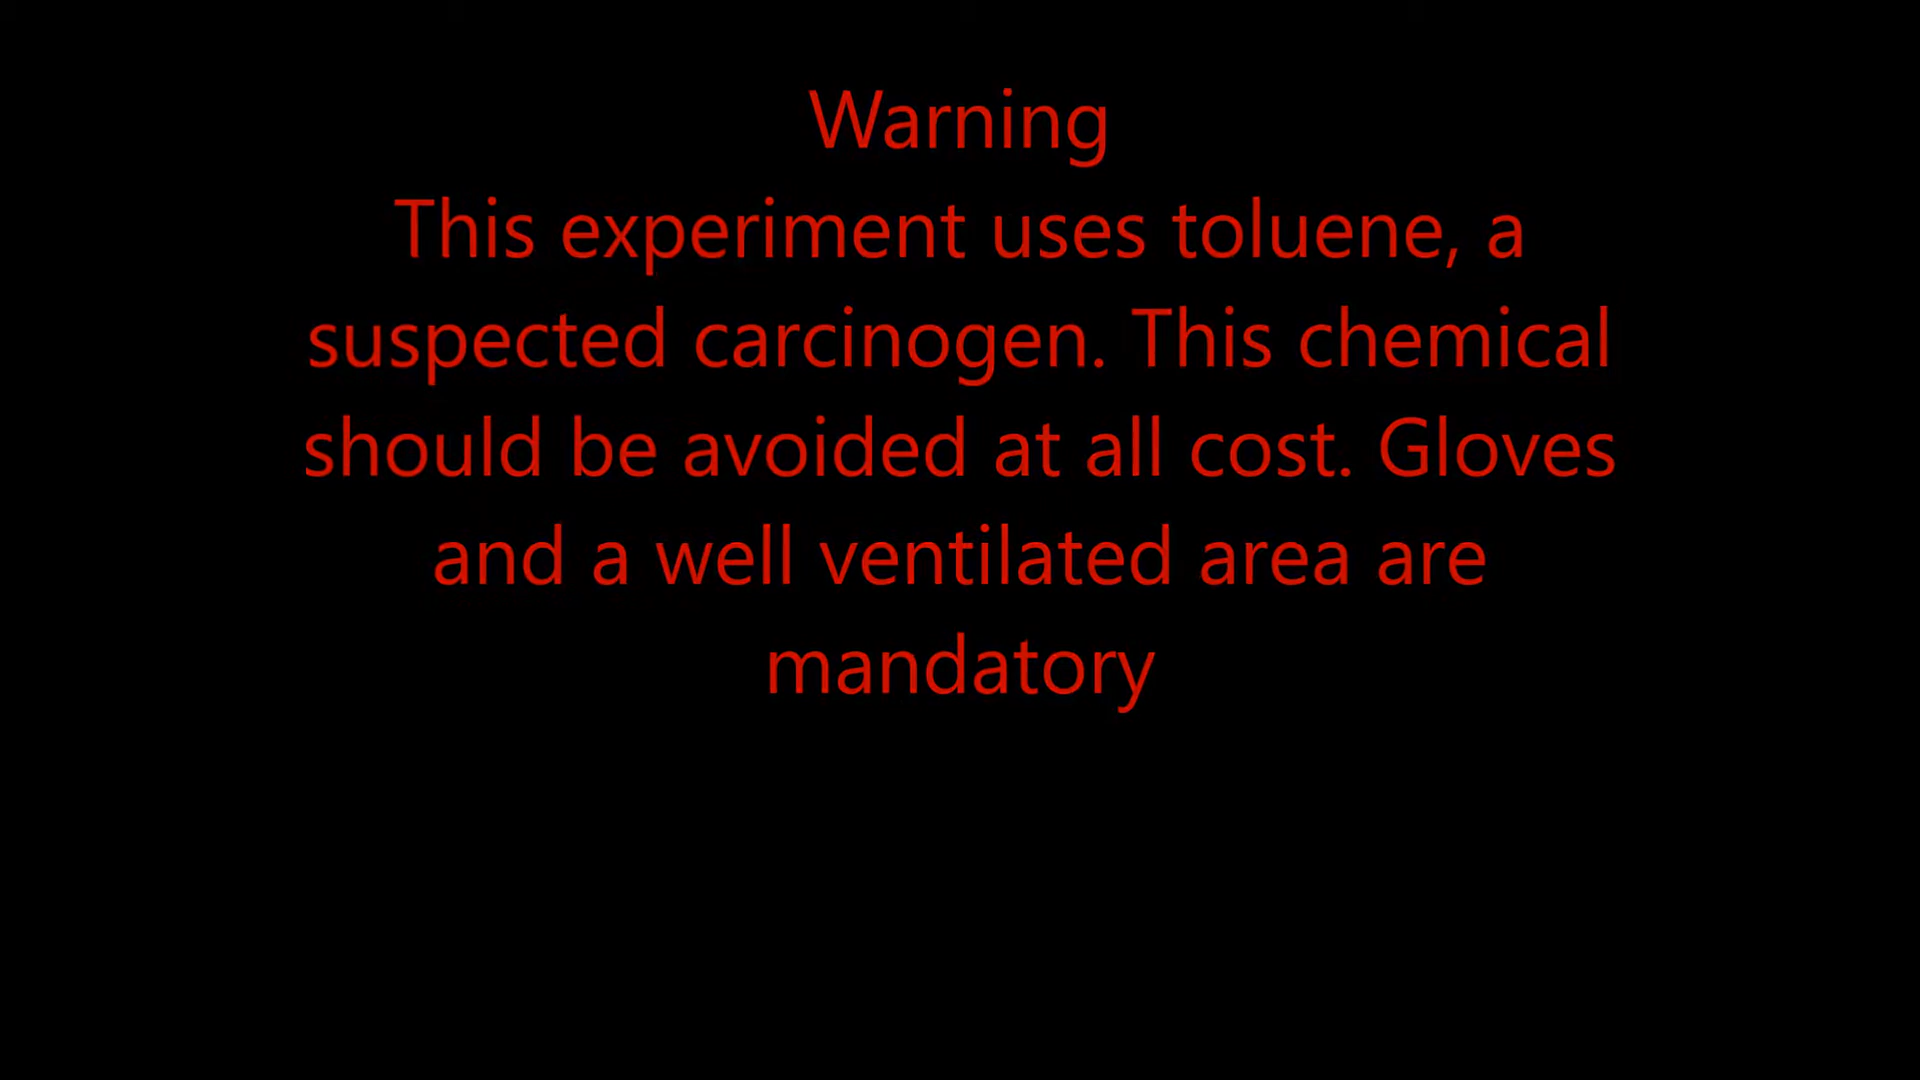 Warning
This experiment uses toluene, a
suspected carcinogen. This chemical
should be avoided at all cost. Gloves
and a well ventilated area are
mandatory